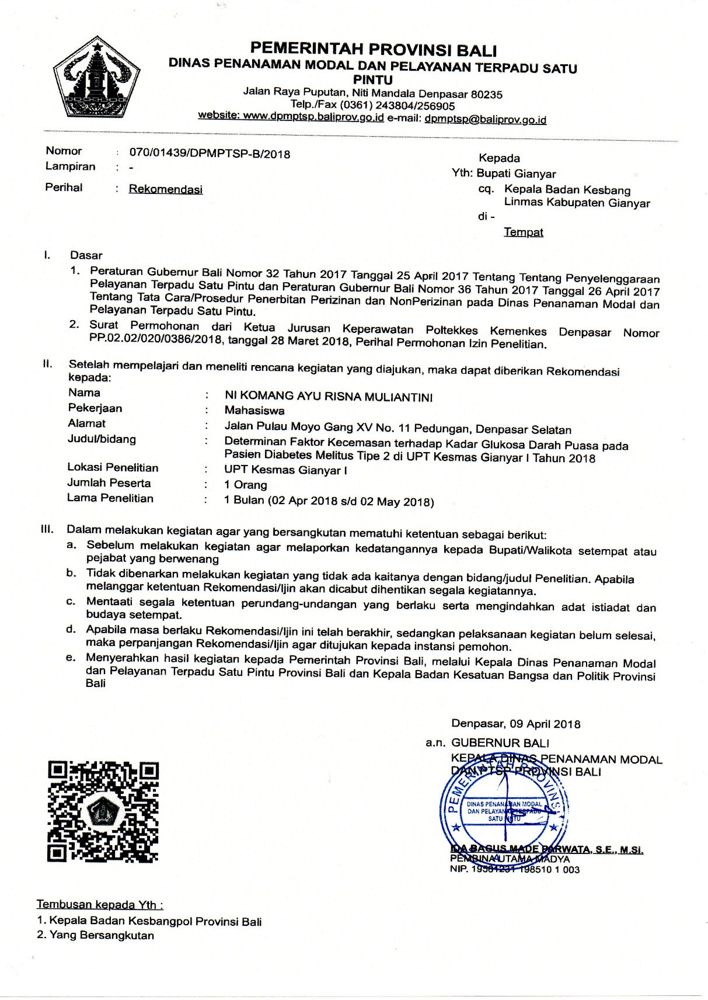 PEMERINTAH PROVINSI BALI
DINAS PENANAMAN MODAL DAN PELAYANAN TERPADU SATU
PINTU
Jalan Raya Puputan, Niti Mandala Denpasar 80235
Telp./Fax (0361) 243804/256905
website: www.dpmptsp.baliprov.go.id e-mail: dpmptsp@baliprov.go.id
Nomor : 070/01439/DPMPTSP-B/2018
Lampiran : -
Perihal : Rekomendasi
Kepada
Yth: Bupati Gianyar
cq. Kepala Badan Kesbang
Linmas Kabupaten Gianyar
di -
Tempat
I. Dasar
1. Peraturan Gubernur Bali Nomor 32 Tahun 2017 Tanggal 25 April 2017 Tentang Tentang Penyelenggaraan
Pelayanan Terpadu Satu Pintu dan Peraturan Gubernur Bali Nomor 36 Tahun 2017 Tanggal 26 April 2017
Tentang Tata Cara/Prosedur Penerbitan Perizinan dan NonPerizinan pada Dinas Penanaman Modal dan
Pelayanan Terpadu Satu Pintu.
2. Surat Permohonan dari Ketua Jurusan Keperawatan Poltekkes Kemenkes Denpasar Nomor
PP.02.02/020/0386/2018, tanggal 28 Maret 2018, Perihal Permohonan Izin Penelitian.
II. Setelah mempelajari dan meneliti rencana kegiatan yang diajukan, maka dapat diberikan Rekomendasi
kepada:
Nama : NI KOMANG AYU RISNA MULIANTINI
Pekerjaan : Mahasiswa
Alamat : Jalan Pulau Moyo Gang XV No. 11 Pedungan, Denpasar Selatan
Judul/bidang : Determinan Faktor Kecemasan terhadap Kadar Glukosa Darah Puasa pada
Pasien Diabetes Melitus Tipe 2 di UPT Kesmas Gianyar I Tahun 2018
Lokasi Penelitian : UPT Kesmas Gianyar I
Jumlah Peserta : 1 Orang
Lama Penelitian : 1 Bulan (02 Apr 2018 s/d 02 May 2018)
III. Dalam melakukan kegiatan agar yang bersangkutan mematuhi ketentuan sebagai berikut:
a. Sebelum melakukan kegiatan agar melaporkan kedatangannya kepada Bupati/Walikota setempat atau
pejabat yang berwenang
b. Tidak dibenarkan melakukan kegiatan yang tidak ada kaitanya dengan bidang/judul Penelitian. Apabila
melanggar ketentuan Rekomendasi/Ijin akan dicabut dihentikan segala kegiatannya.
c. Mentaati segala ketentuan perundang-undangan yang berlaku serta mengindahkan adat istiadat dan
budaya setempat.
d. Apabila masa berlaku Rekomendasi/Ijin ini telah berakhir, sedangkan pelaksanaan kegiatan belum selesai,
maka perpanjangan Rekomendasi/Ijin agar ditujukan kepada instansi pemohon.
e. Menyerahkan hasil kegiatan kepada Pemerintah Provinsi Bali, melalui Kepala Dinas Penanaman Modal
dan Pelayanan Terpadu Satu Pintu Provinsi Bali dan Kepala Badan Kesatuan Bangsa dan Politik Provinsi
Bali
Denpasar, 09 April 2018
a.n. GUBERNUR BALI
KEPALA DINAS PENANAMAN MODAL
DAN PTSP PROVINSI BALI
PEMERINTAH PROVINSI
DINAS PENANAMAN MODAL
DAN PELAYANAN TERPADU
SATU PINTU
IDA BAGUS MADE PARWATA, S.E., M.Si.
PEMBINA UTAMA MADYA
NIP. 19581231 198510 1 003
Tembusan kepada Yth :
1. Kepala Badan Kesbangpol Provinsi Bali
2. Yang Bersangkutan